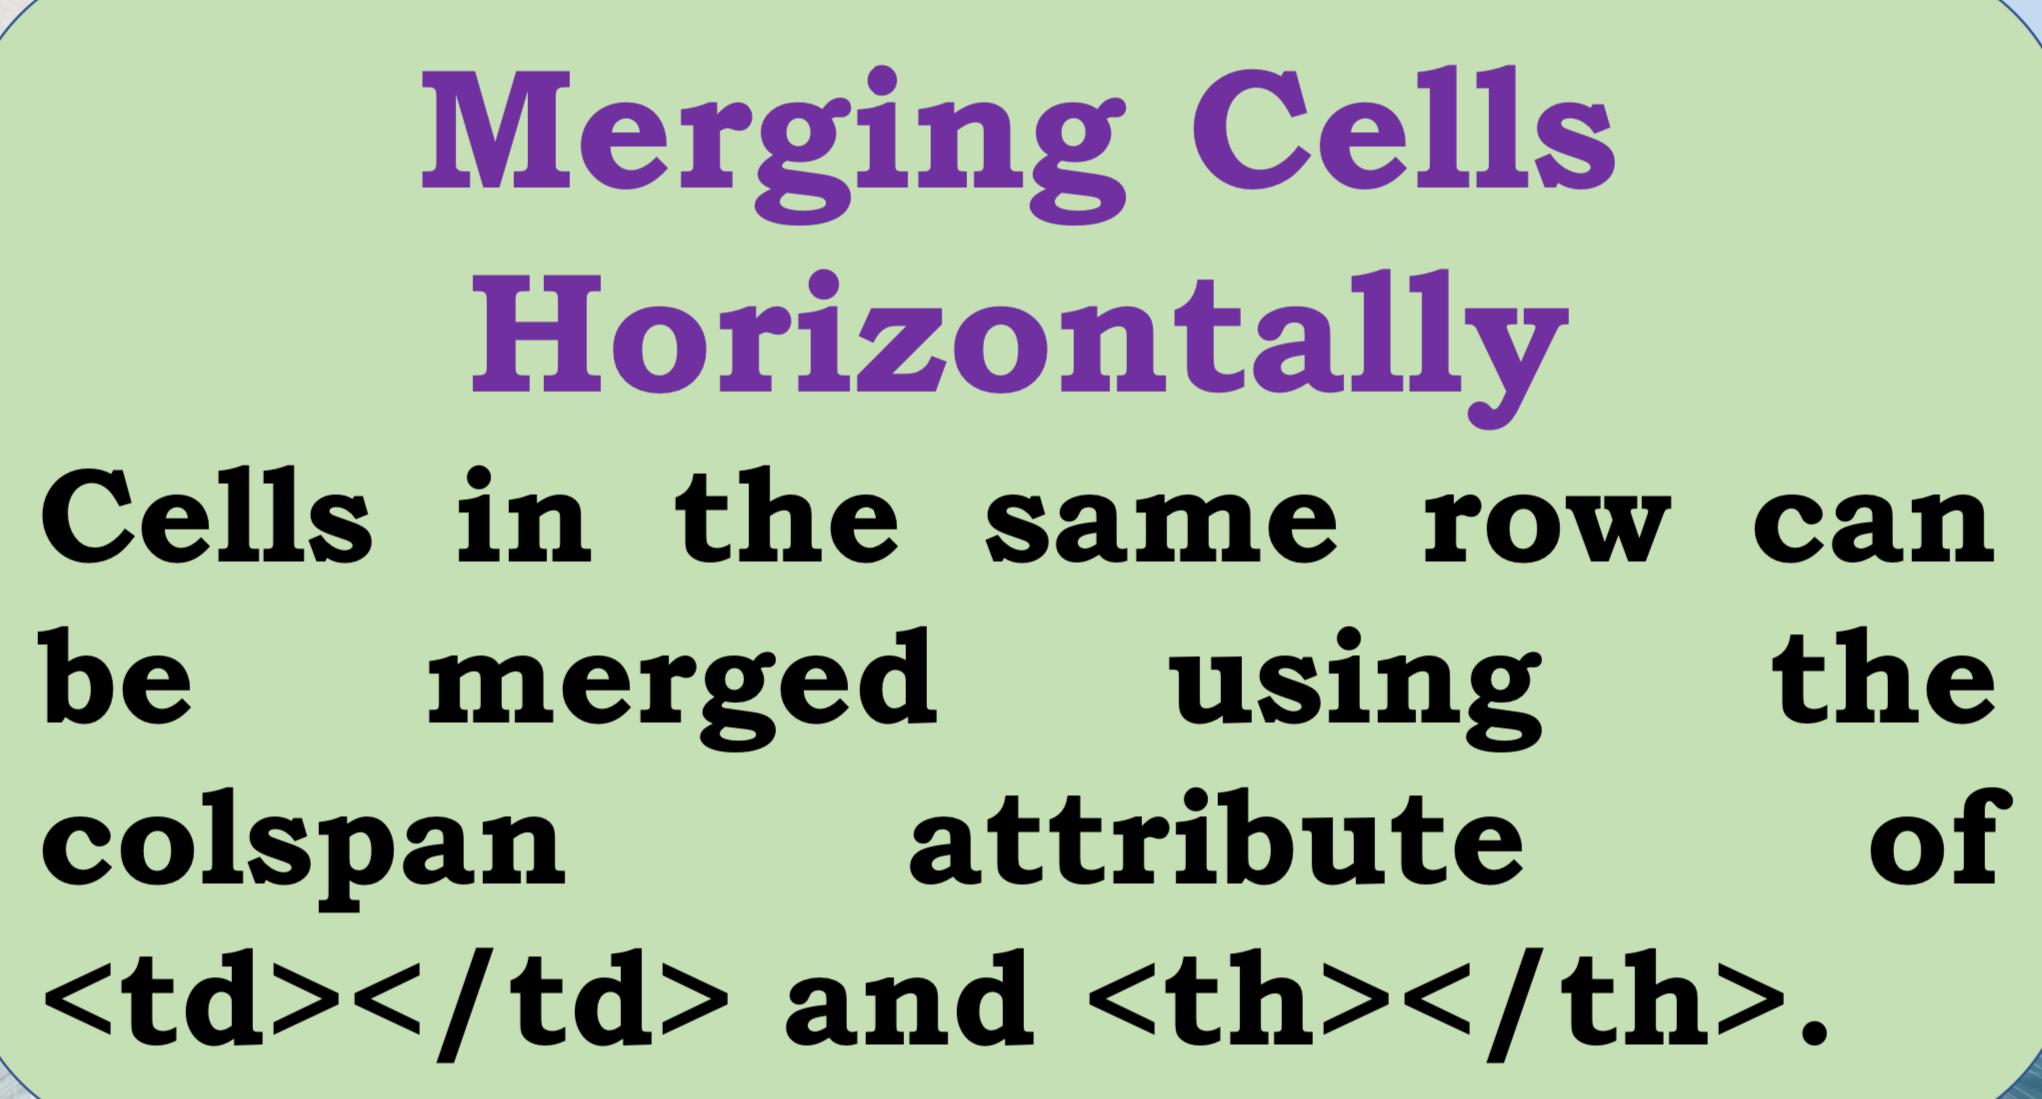 Merging Cells
Horizontally
Cells in the same row can
be merged using the
colspan attribute of
<td></td> and <th></th>.